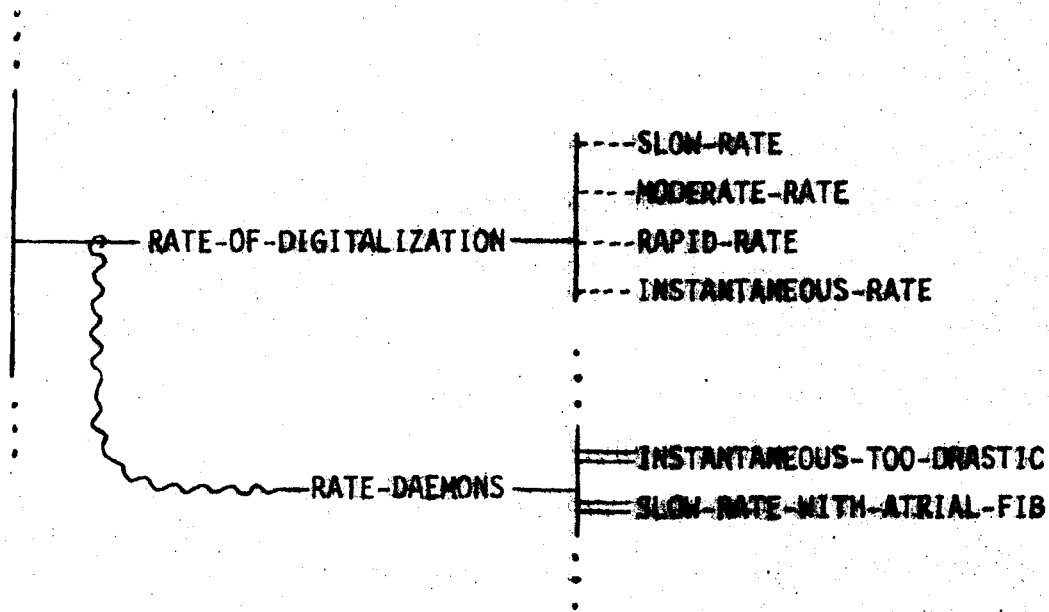 SLOW-RATE
MODERATE-RATE
RATE-OF-DIGITALIZATION
RAPID-RATE
INSTANTANEOUS-RATE
INSTANTANEOUS-TOO-DRASTIC
RATE-DAEMONS
SLOW-RATE-WITH-ATRIAL-FIB